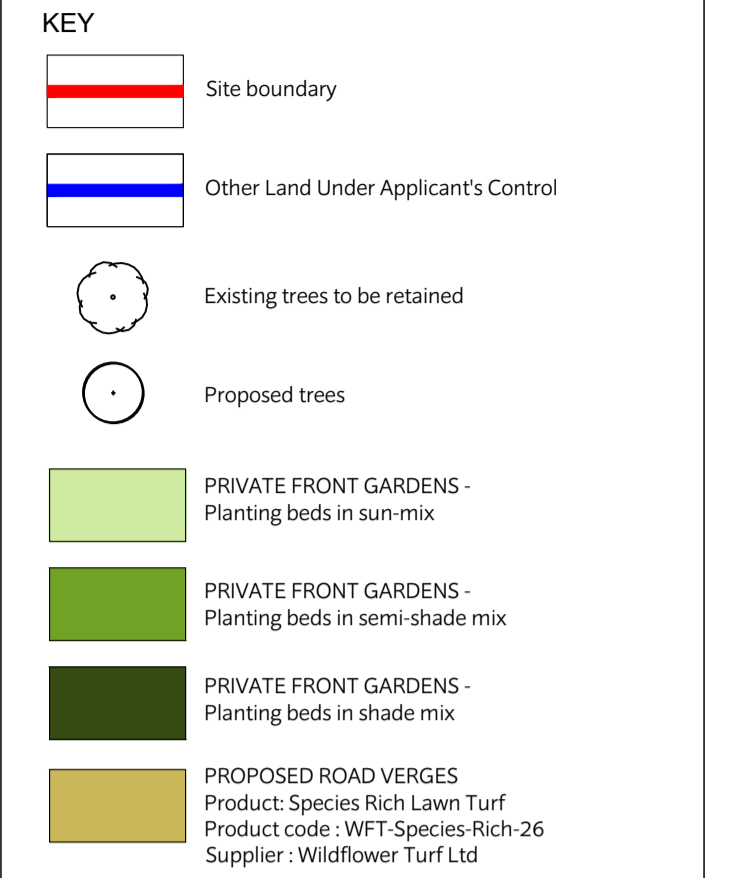 KEY
Site boundary
Other Land Under Applicant's Control
Existing trees to be retained
Proposed trees
PRIVATE FRONT GARDENS -
Planting beds in sun-mix
PRIVATE FRONT GARDENS -
Planting beds in semi-shade mix
PRIVATE FRONT GARDENS -
Planting beds in shade mix
PROPOSED ROAD VERGES
Product: Species Rich Lawn Turf
Product code : WFT-Species-Rich-26
Supplier : Wildflower Turf Ltd